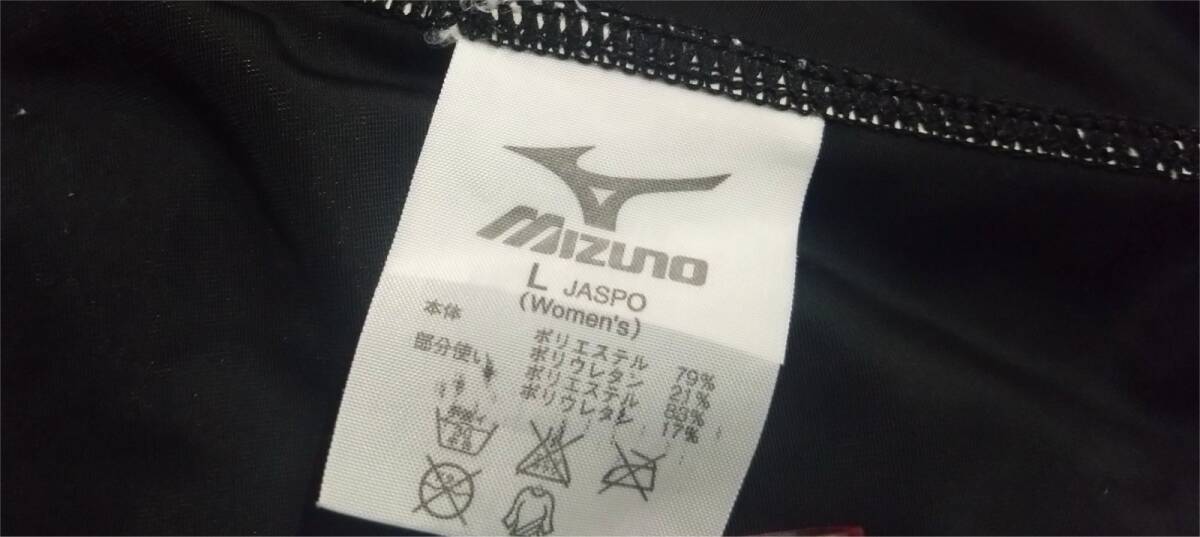 MIZUNO
L JASPO
(Women's)
本体 ポリエステル 79%
ポリウレタン 21%
部分使い ポリエステル 83%
ポリウレタン 17%